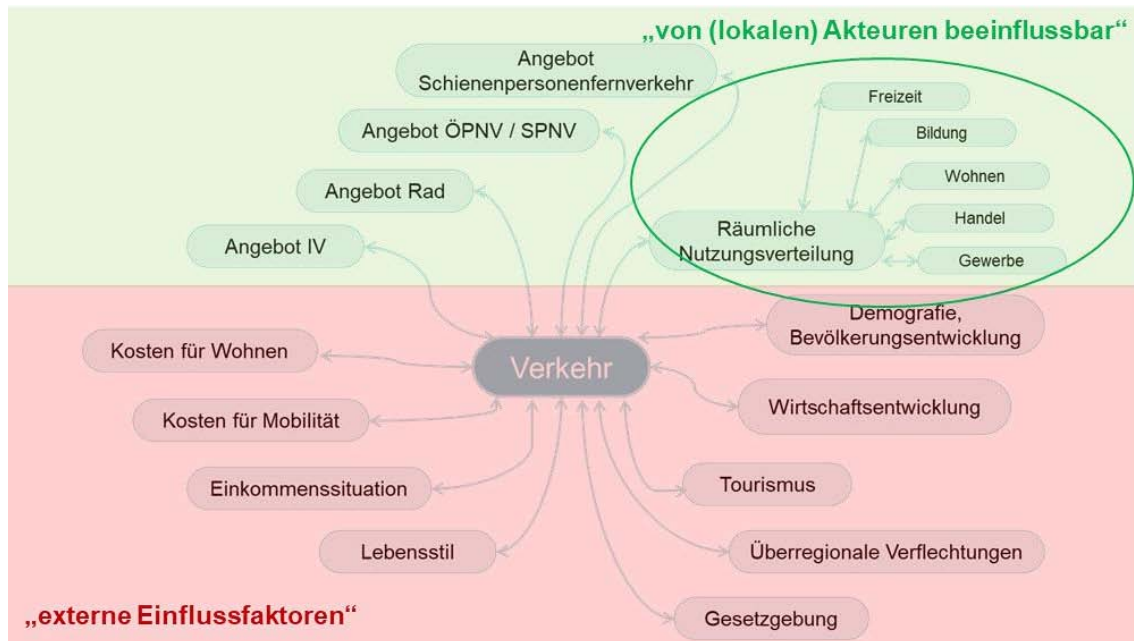 „von (lokalen) Akteuren beeinflussbar“
Angebot
Schienenpersonenfernverkehr
Angebot ÖPNV / SPNV
Angebot Rad
Angebot IV
Freizeit
Bildung
Wohnen
Handel
Gewerbe
Räumliche
Nutzungsverteilung
Verkehr
Kosten für Wohnen
Kosten für Mobilität
Einkommenssituation
Lebensstil
Demografie,
Bevölkerungsentwicklung
Wirtschaftsentwicklung
Tourismus
Überregionale Verflechtungen
Gesetzgebung
„externe Einflussfaktoren“